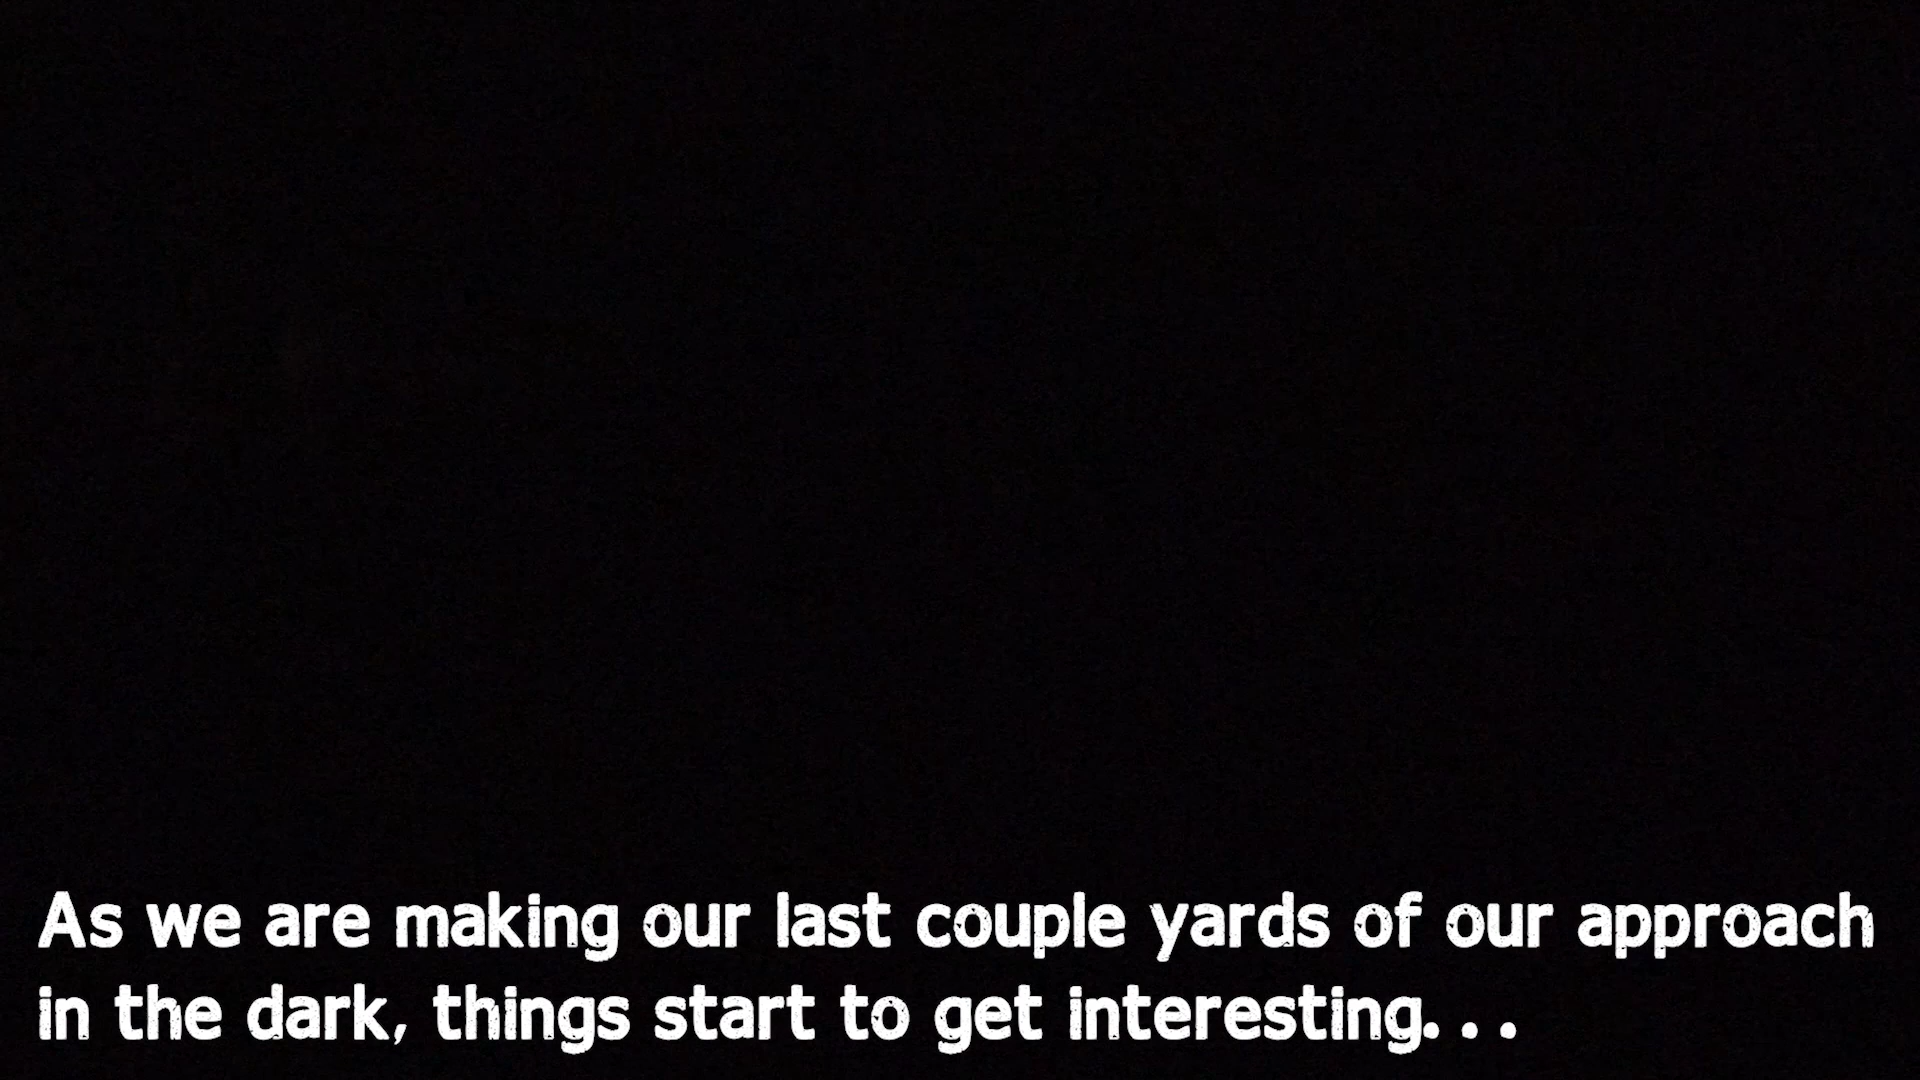 As we are making our last couple yards of our approach
in the dark, things start to get interesting. . .